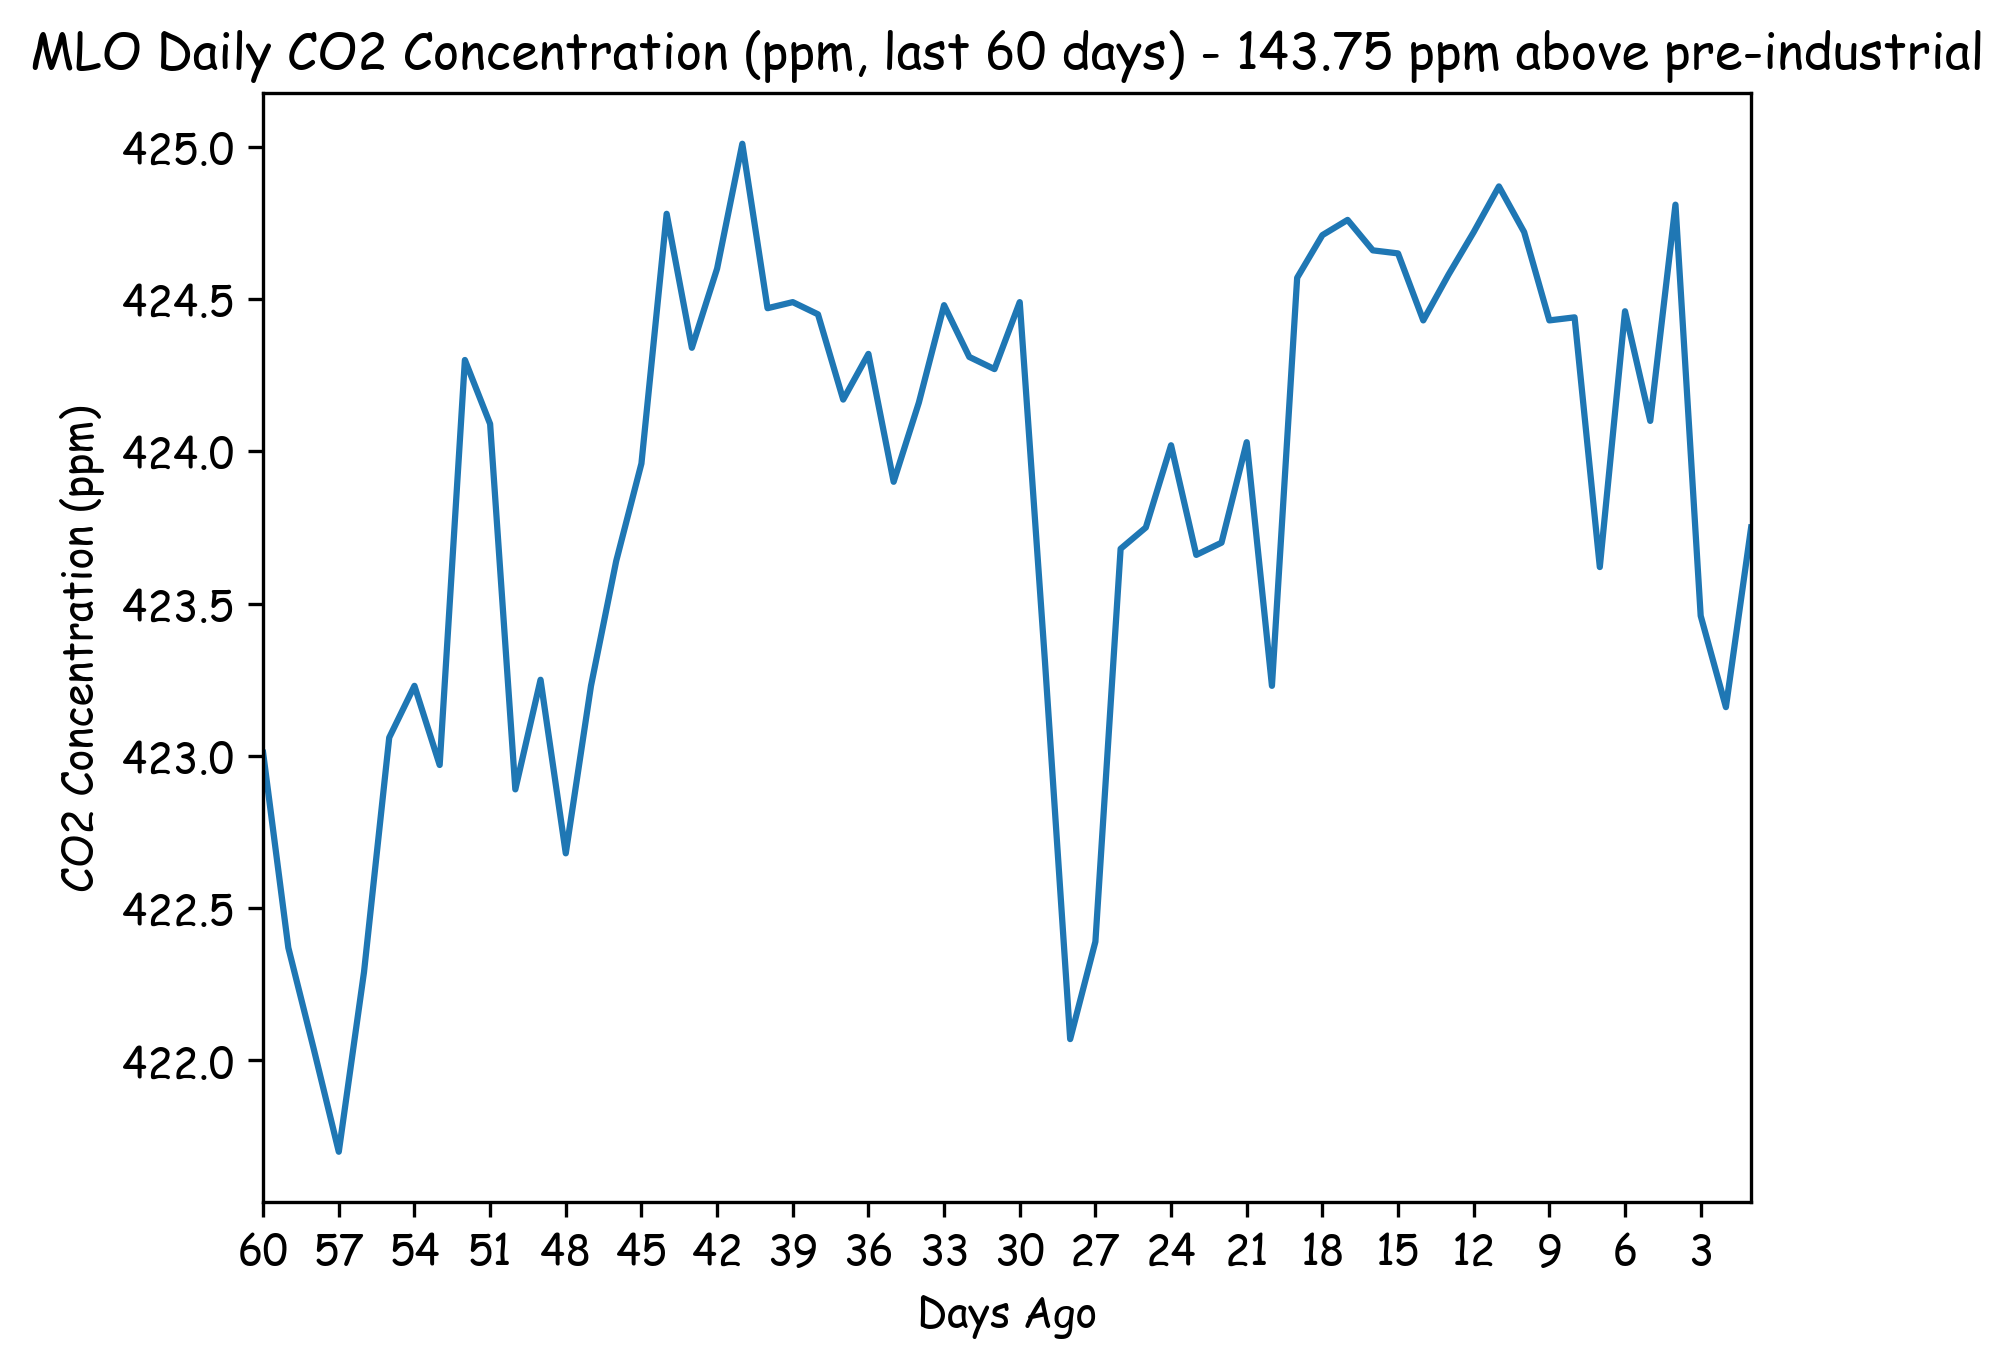 MLO Daily CO2 Concentration (ppm, last 60 days) - 143.75 ppm above pre-industrial
CO2 Concentration (ppm)
425.0
424.5
424.0
423.5
423.0
422.5
422.0
60 57 54 51 48 45 42 39 36 33 30 27 24 21 18 15 12 9 6 3
Days Ago